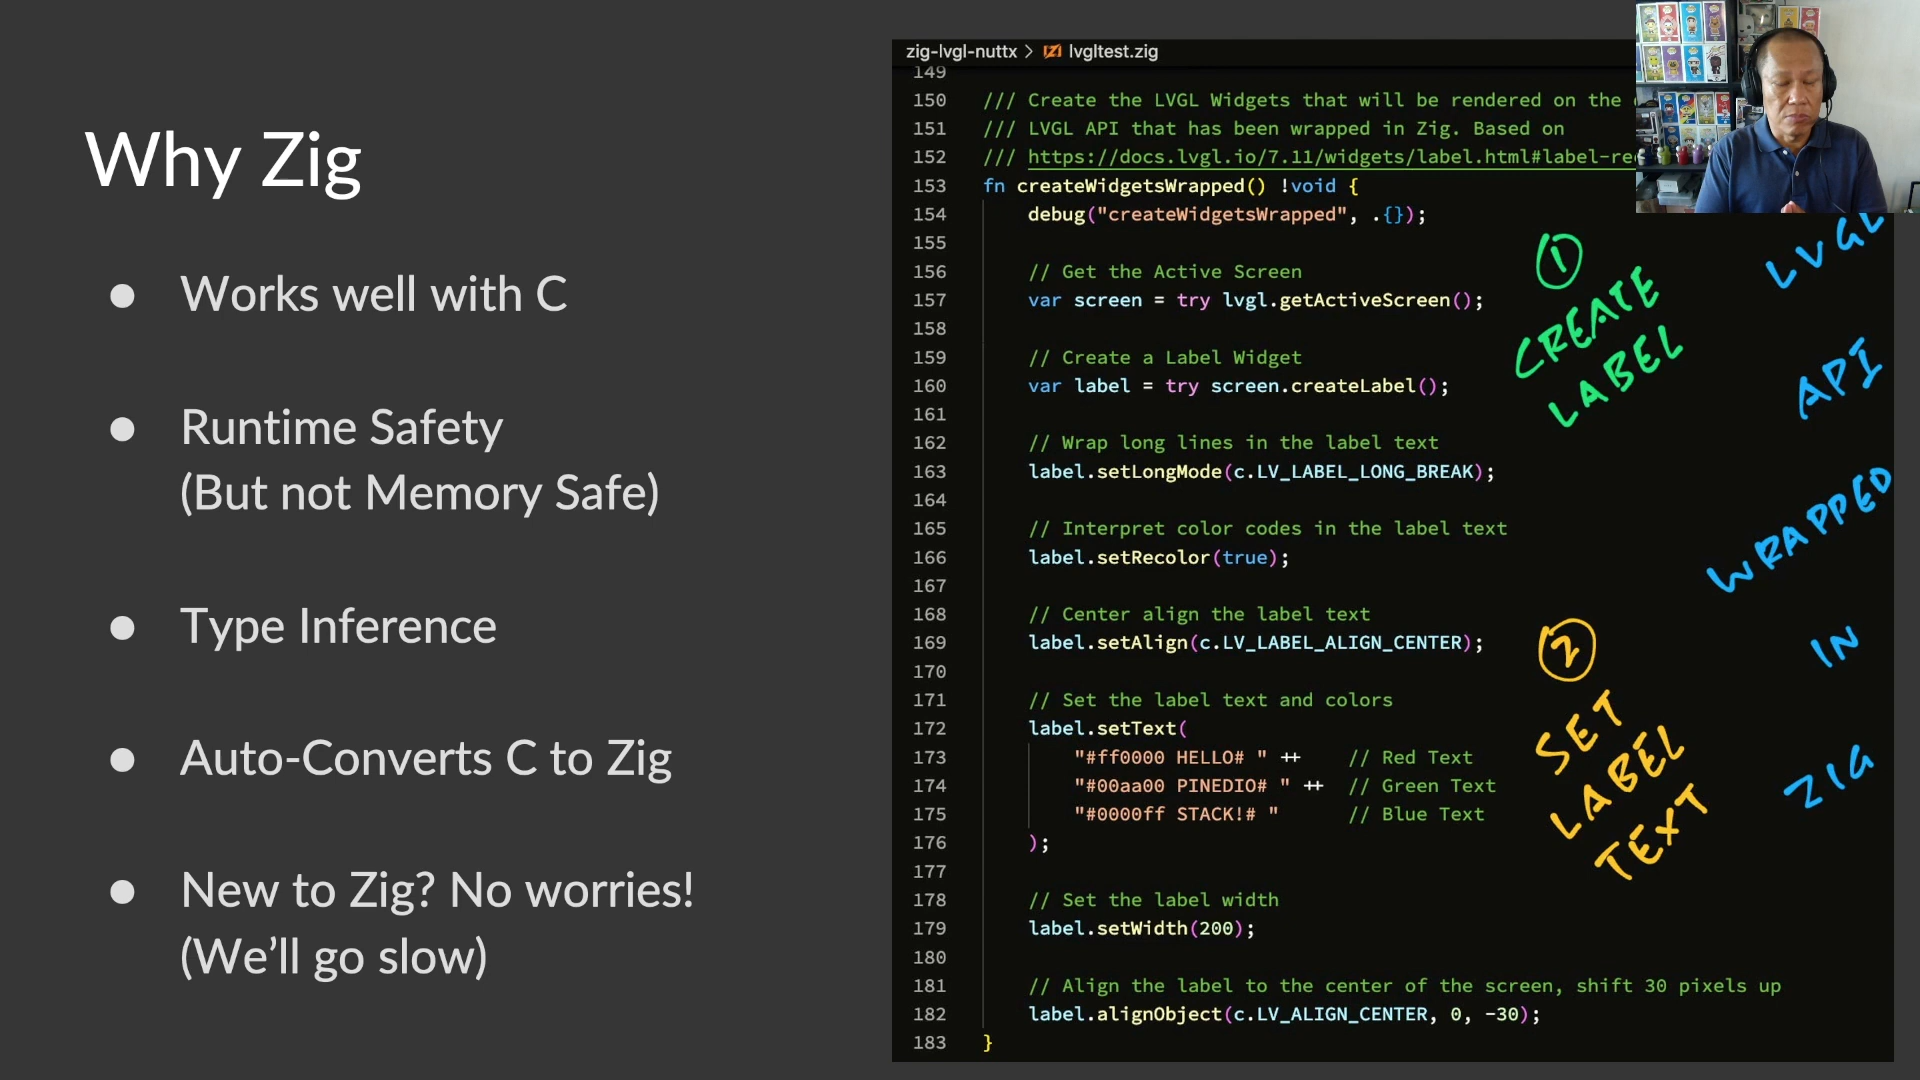 Why Zig
● Works well with C
● Runtime Safety
(But not Memory Safe)
● Type Inference
● Auto-Converts C to Zig
● New to Zig? No worries!
(We’ll go slow)
zig-lvgl-nuttx > lvgltest.zig
149
150 /// Create the LVGL Widgets that will be rendered on the
151 /// LVGL API that has been wrapped in Zig. Based on
152 /// https://docs.lvgl.io/7.11/widgets/label.html#label-re
153 fn createWidgetsWrapped() !void {
154 debug("createWidgetsWrapped", .{});
155
156 // Get the Active Screen
157 var screen = try lvgl.getActiveScreen();
158
159 // Create a Label Widget
160 var label = try screen.createLabel();
161
162 // Wrap long lines in the label text
163 label.setLongMode(c.LV_LABEL_LONG_BREAK);
164
165 // Interpret color codes in the label text
166 label.setRecolor(true);
167
168 // Center align the label text
169 label.setAlign(c.LV_LABEL_ALIGN_CENTER);
170
171 // Set the label text and colors
172 label.setText(
173 "#ff0000 HELLO# " ++ // Red Text
174 "#00aa00 PINEDIO# " ++ // Green Text
175 "#0000ff STACK!# " // Blue Text
176 );
177
178 // Set the label width
179 label.setWidth(200);
180
181 // Align the label to the center of the screen, shift 30 pixels up
182 label.alignObject(c.LV_ALIGN_CENTER, 0, -30);
183 }
1
CREATE
LABEL
2
SET
LABEL
TEXT
LVGL
API
WRAPPED
IN
ZIG